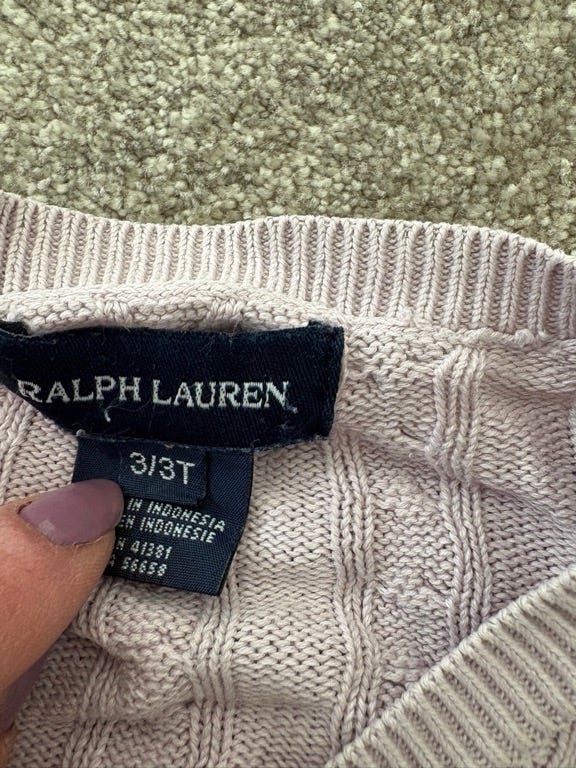 RALPH LAUREN
3/3T
IN INDONESIA
EN INDONESIE
41381
56658